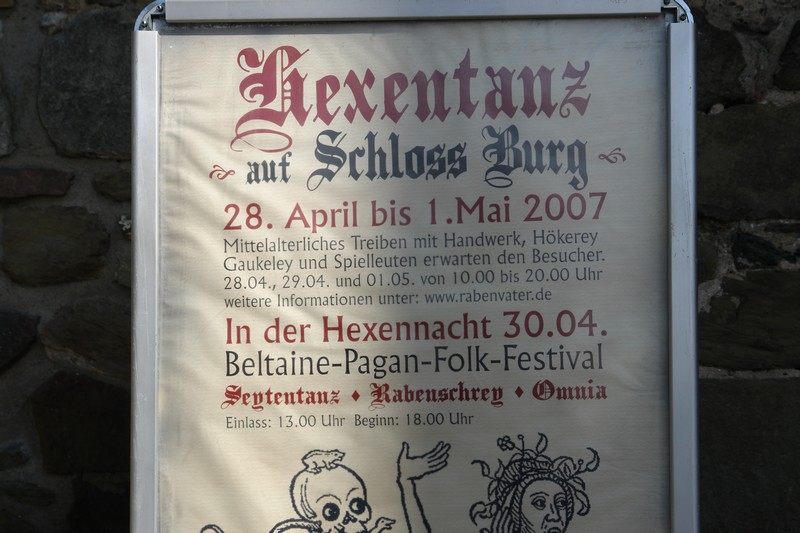 Hexentanz
auf Schloss Burg
28. April bis 1.Mai 2007
Mittelalterliches Treiben mit Handwerk, Hökerey
Gaukeley und Spielleuten erwarten den Besucher.
28.04., 29.04. und 01.05. von 10.00 bis 20.00 Uhr
weitere Informationen unter: www.rabenvater.de
In der Hexennacht 30.04.
Beltaine-Pagan-Folk-Festival
Seytentanz ♦ Rabenschrey ♦ Omnia
Einlass: 13.00 Uhr Beginn: 18.00 Uhr